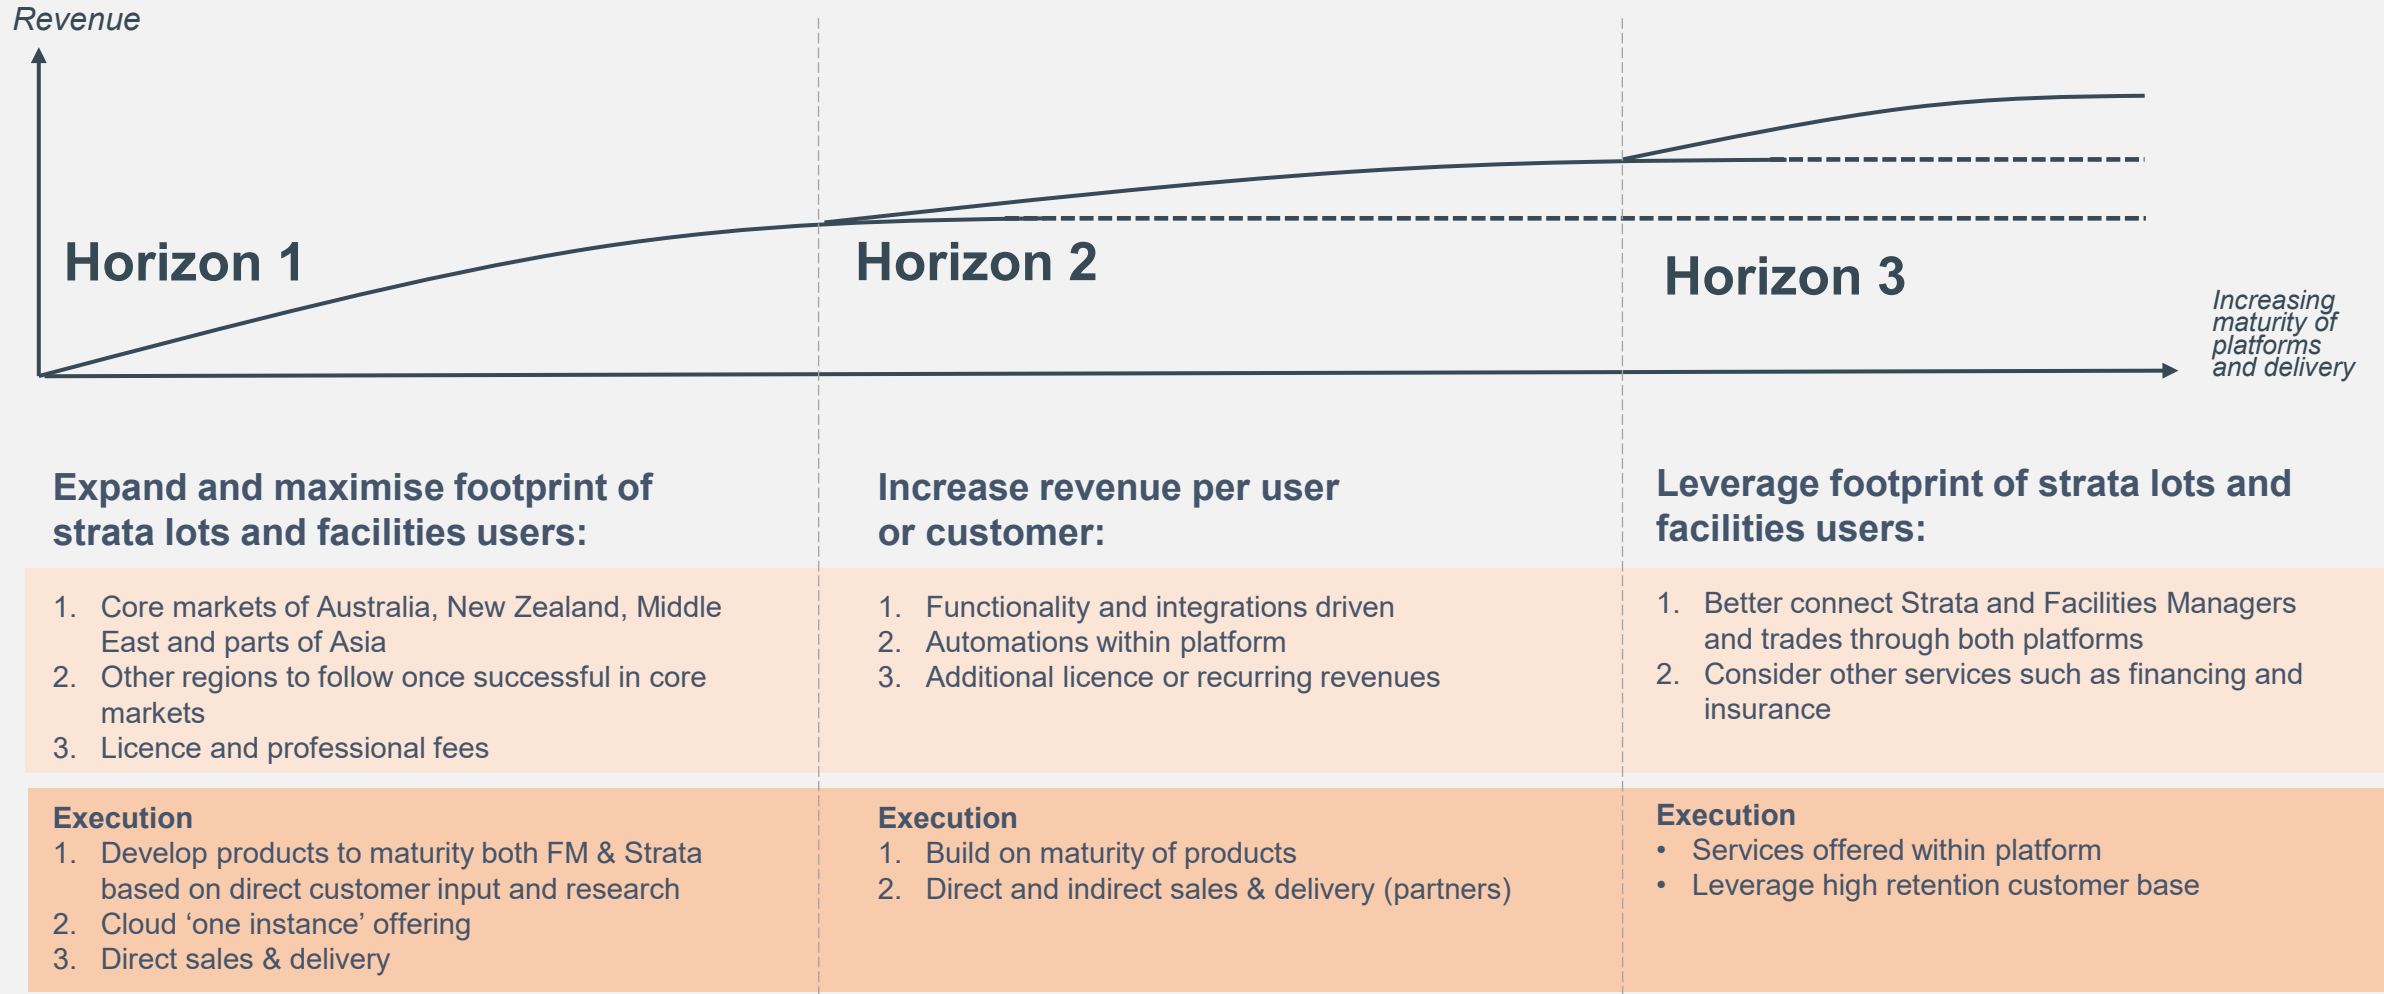 Revenue
Horizon 1
Horizon 2
Horizon 3
Increasing
maturity of
platforms
and delivery
Expand and maximise footprint of
strata lots and facilities users:
1. Core markets of Australia, New Zealand, Middle
East and parts of Asia
2. Other regions to follow once successful in core
markets
3. Licence and professional fees
Execution
1. Develop products to maturity both FM & Strata
based on direct customer input and research
2. Cloud ‘one instance’ offering
3. Direct sales & delivery
Increase revenue per user
or customer:
1. Functionality and integrations driven
2. Automations within platform
3. Additional licence or recurring revenues
Execution
1. Build on maturity of products
2. Direct and indirect sales & delivery (partners)
Leverage footprint of strata lots and
facilities users:
1. Better connect Strata and Facilities Managers
and trades through both platforms
2. Consider other services such as financing and
insurance
Execution
• Services offered within platform
• Leverage high retention customer base